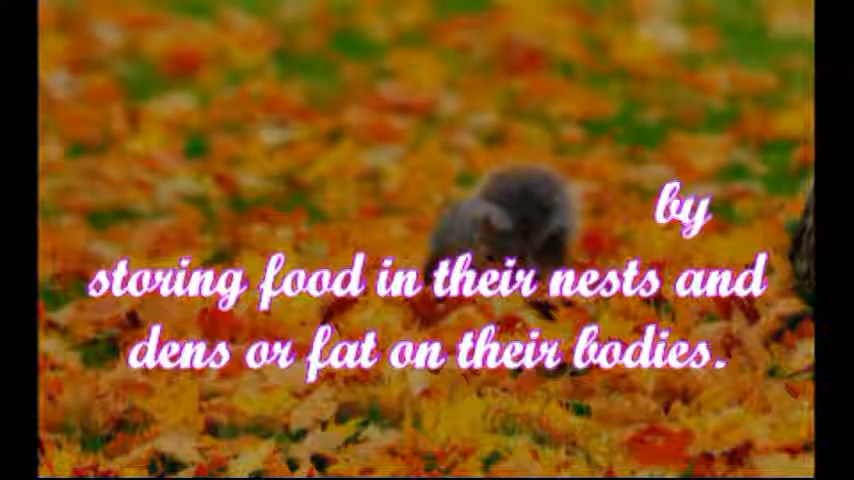 by
storing food in their nests and
dens or fat on their bodies.